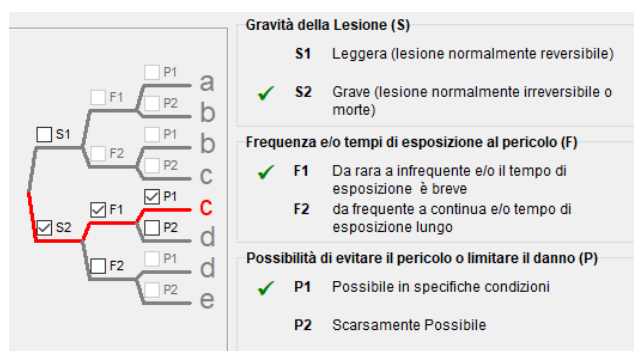 P1
a
F1
P2
b
S1
P1
b
F2
P2
c
P1
c
F1
S2
P2
d
P1
d
F2
P2
e
Gravità della Lesione (S)
S1 Leggera (lesione normalmente reversibile)
S2 Grave (lesione normalmente irreversibile o
morte)
Frequenza e/o tempi di esposizione al pericolo (F)
F1 Da rara a infrequente e/o il tempo di
esposizione è breve
F2 da frequente a continua e/o tempo di
esposizione lungo
Possibilità di evitare il pericolo o limitare il danno (P)
P1 Possibile in specifiche condizioni
P2 Scarsamente Possibile